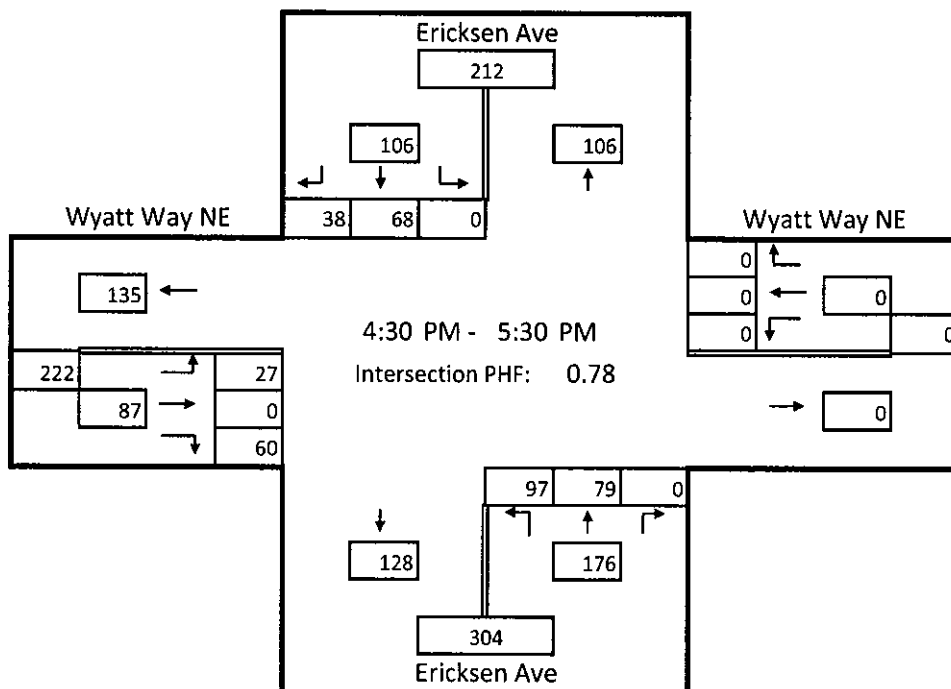 Ericksen Ave
212
106 106
38 68 0
Wyatt Way NE Wyatt Way NE
0
135 0 0
0 0
4:30 PM - 5:30 PM
222 27
Intersection PHF: 0.78
87 0 0
60
97 79 0
128 176
304
Ericksen Ave